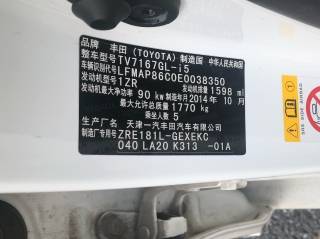 品牌 丰田 (TOYOTA) 制造国 中华人民共和国
整车型号 TV7167GL-i5
车辆识别代号 LFMAP86C0E0038350
发动机型号 1ZR 发动机排量 1598 ml
发动机最大净功率 90 kw 制造年月 2014 年 10 月
最大允许总质量 1770 kg
乘坐人数 5
生产厂名 天津一汽丰田汽车有限公司
制造厂专用号 ZRE181L-GEXEKC
040 LA20 K313 -01A